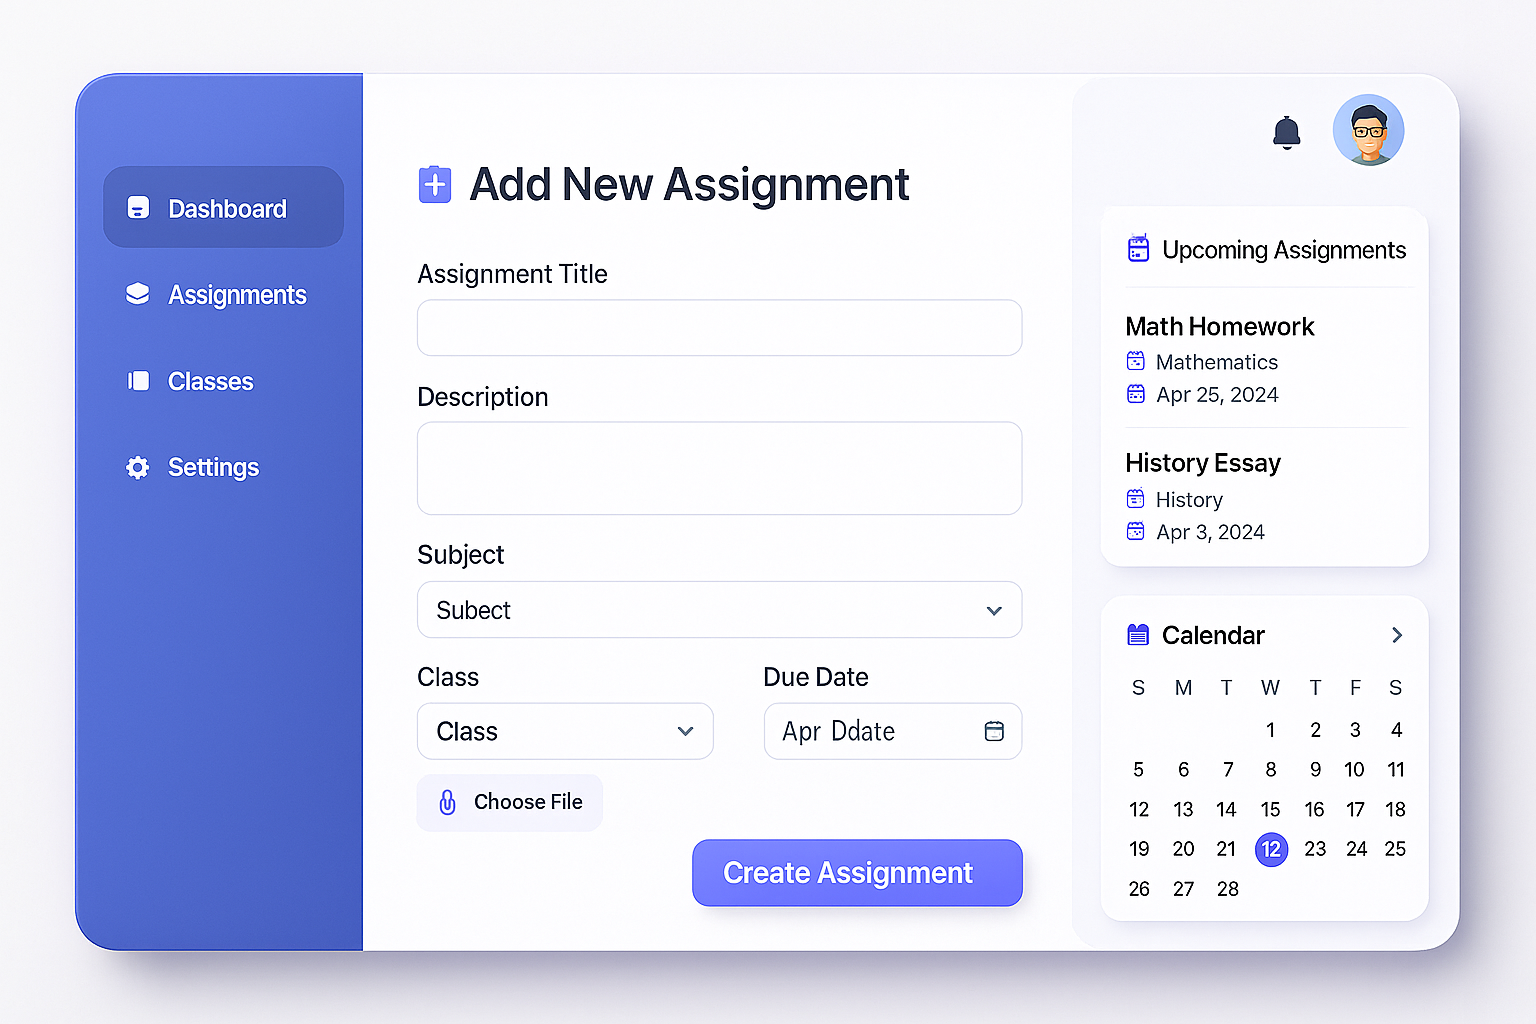 Dashboard
Assignments
Classes
Settings
Add New Assignment
Assignment Title
Description
Subject
Subect
Class
Class
Due Date
Apr Ddate
Choose File
Create Assignment
Upcoming Assignments
Math Homework
Mathematics
Apr 25, 2024
History Essay
History
Apr 3, 2024
Calendar
S M T W T F S
1 2 3 4
5 6 7 8 9 10 11
12 13 14 15 16 17 18
19 20 21 12 23 24 25
26 27 28